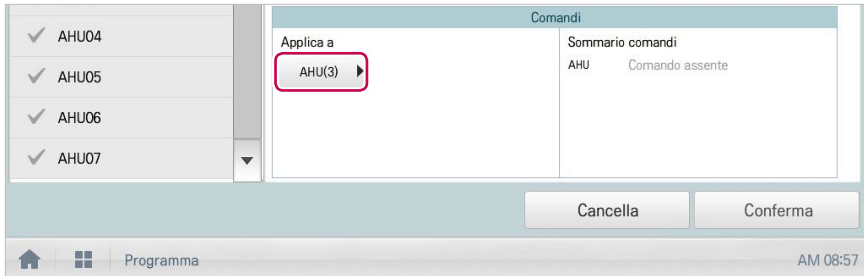 AHU04
AHU05
AHU06
AHU07
Comandi
Applica a
AHU(3)
Sommario comandi
AHU Comando assente
Cancella
Conferma
Programma
AM 08:57